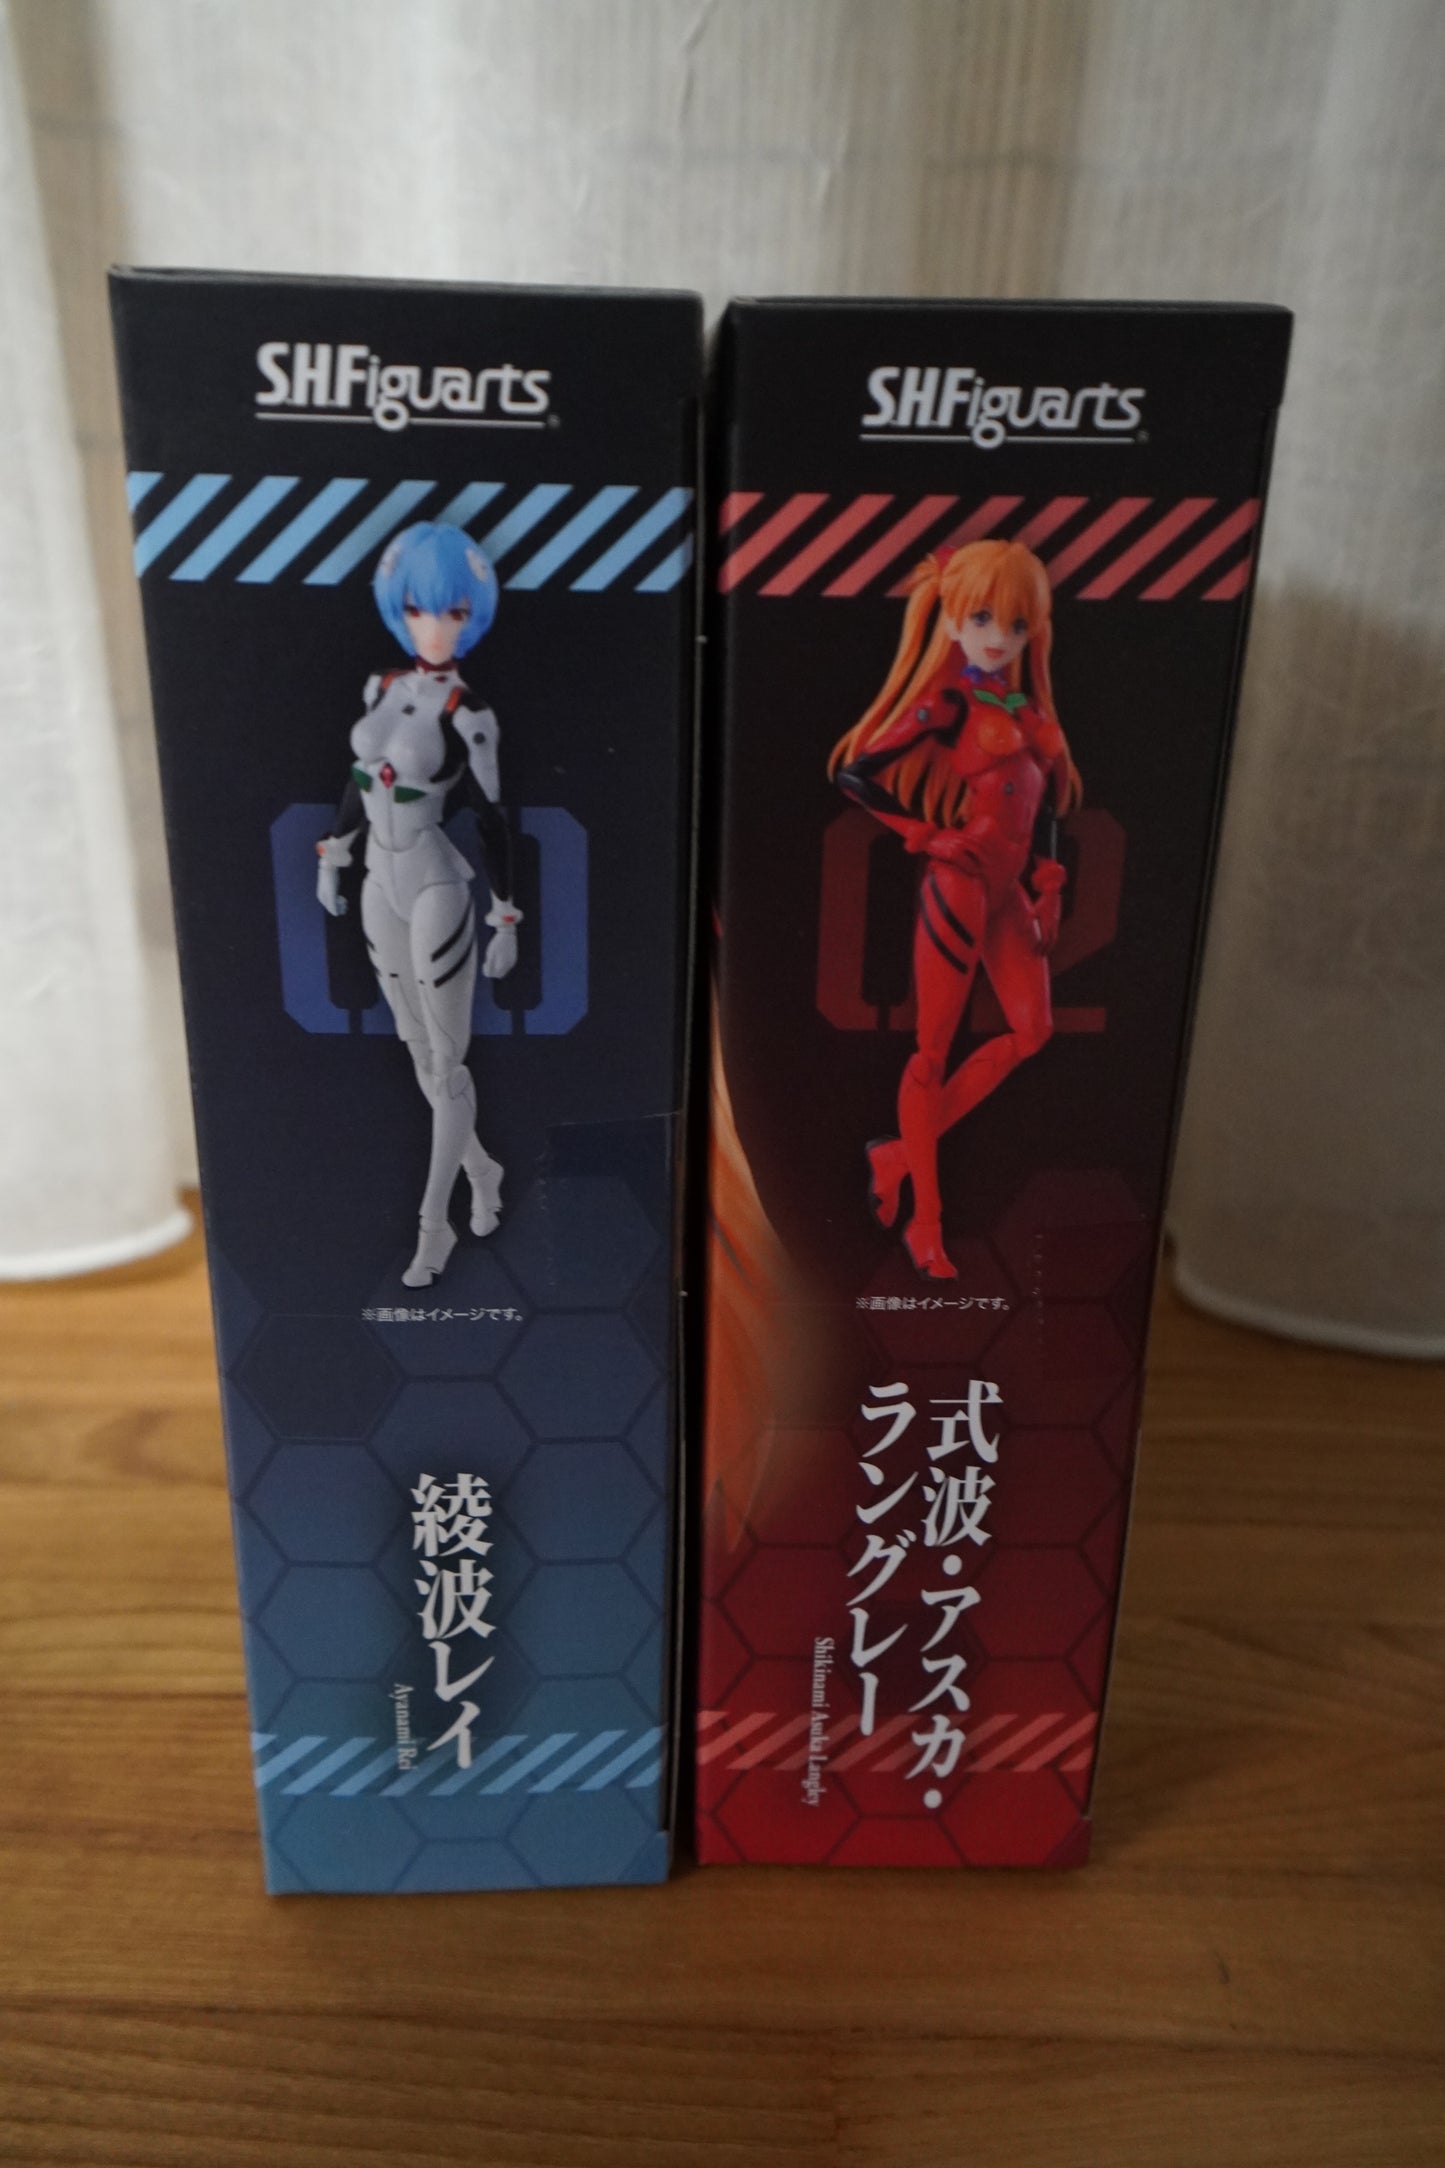 S.H.Figuarts
00
※画像はイメージです。
綾波レイ
Ayanami Rei
S.H.Figuarts
02
※画像はイメージです。
式波・アスカ・
ラングレー
Shikinami Asuka Langley